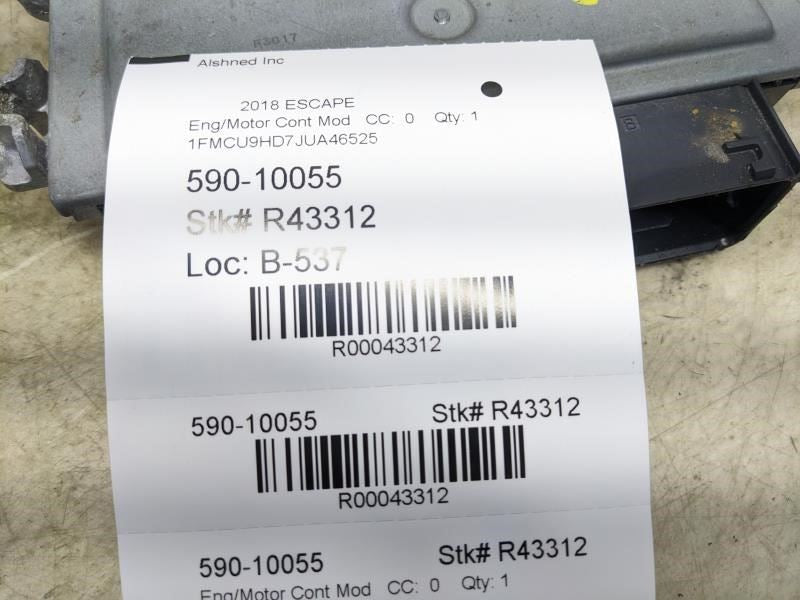 R3017
Alshned Inc
2018 ESCAPE
Eng/Motor Cont Mod CC: 0 Qty: 1
1FMCU9HD7JUA46525
590-10055
Stk# R43312
Loc: B-537
R00043312
590-10055 Stk# R43312
R00043312
590-10055 Stk# R43312
Eng/Motor Cont Mod CC: 0 Qty: 1